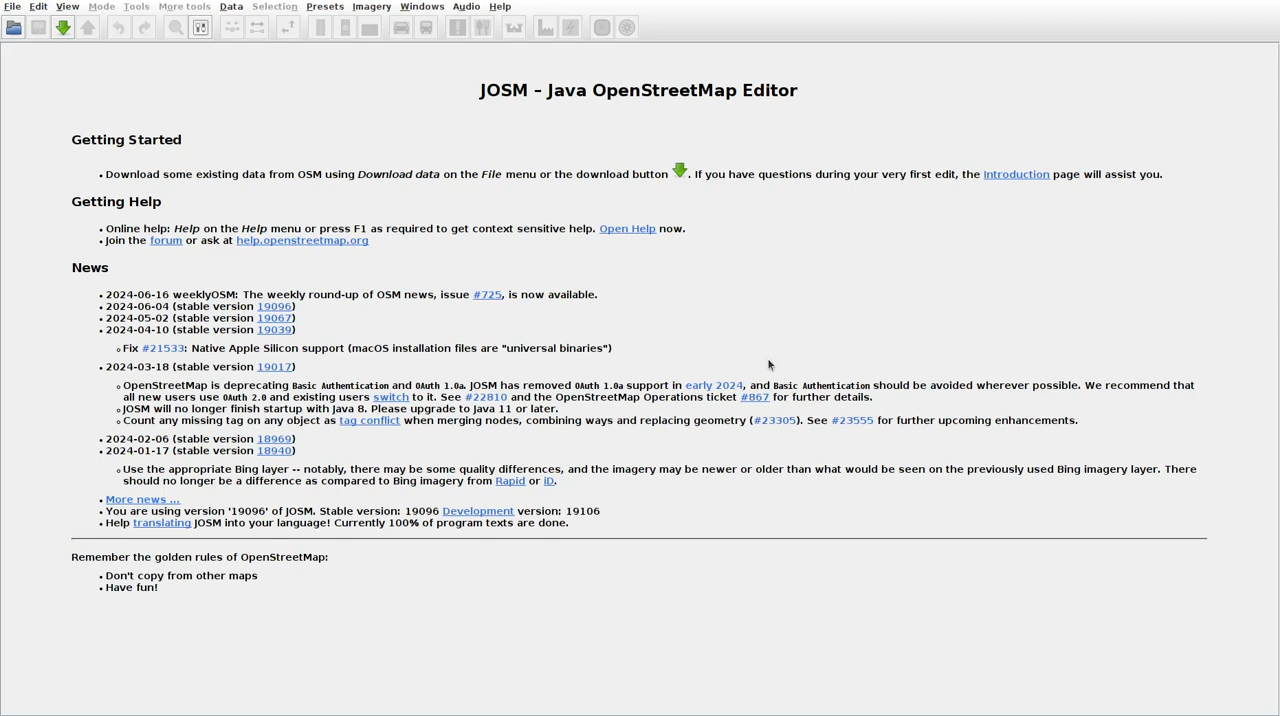 File Edit View Mode Tools More tools Data Selection Presets Imagery Windows Audio Help
JOSM – Java OpenStreetMap Editor
Getting Started
• Download some existing data from OSM using Download data on the File menu or the download button . If you have questions during your very first edit, the Introduction page will assist you.
Getting Help
• Online help: Help on the Help menu or press F1 as required to get context sensitive help. Open Help now.
• Join the forum or ask at help.openstreetmap.org
News
• 2024-06-16 weeklyOSM: The weekly round-up of OSM news, issue #725, is now available.
• 2024-06-04 (stable version 19096)
• 2024-05-02 (stable version 19067)
• 2024-04-10 (stable version 19039)
Fix #21533: Native Apple Silicon support (macOS installation files are "universal binaries")
• 2024-03-18 (stable version 19017)
OpenStreetMap is deprecating Basic Authentication and OAuth 1.0a. JOSM has removed OAuth 1.0a support in early 2024, and Basic Authentication should be avoided wherever possible. We recommend that
all new users use OAuth 2.0 and existing users switch to it. See #22810 and the OpenStreetMap Operations ticket #867 for further details.
JOSM will no longer finish startup with Java 8. Please upgrade to Java 11 or later.
Count any missing tag on any object as tag conflict when merging nodes, combining ways and replacing geometry (#23305). See #23555 for further upcoming enhancements.
• 2024-02-06 (stable version 18969)
• 2024-01-17 (stable version 18940)
Use the appropriate Bing layer -- notably, there may be some quality differences, and the imagery may be newer or older than what would be seen on the previously used Bing imagery layer. There
should no longer be a difference as compared to Bing imagery from Rapid or iD.
• More news ...
• You are using version '19096' of JOSM. Stable version: 19096 Development version: 19106
• Help translating JOSM into your language! Currently 100% of program texts are done.
Remember the golden rules of OpenStreetMap:
• Don't copy from other maps
• Have fun!